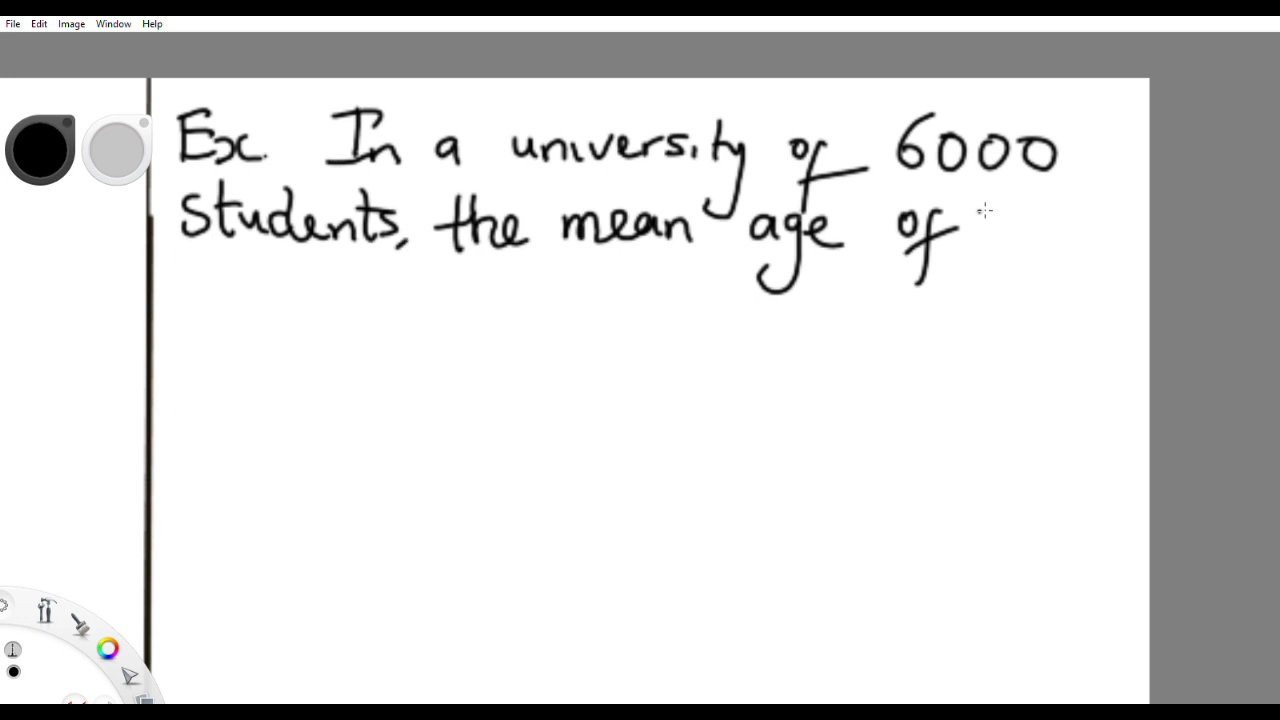 File Edit Image Window Help
Ex. In a university of 6000
students, the mean age of